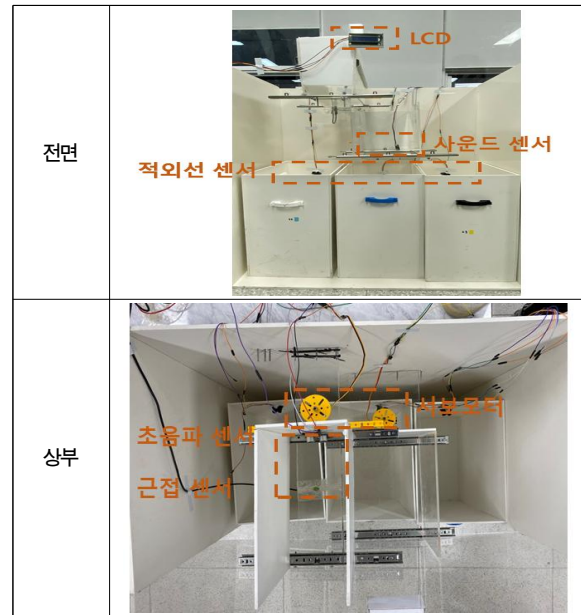 전면
LCD
사운드 센서
적외선 센서
상부
서보모터
초음파 센서
근접 센서